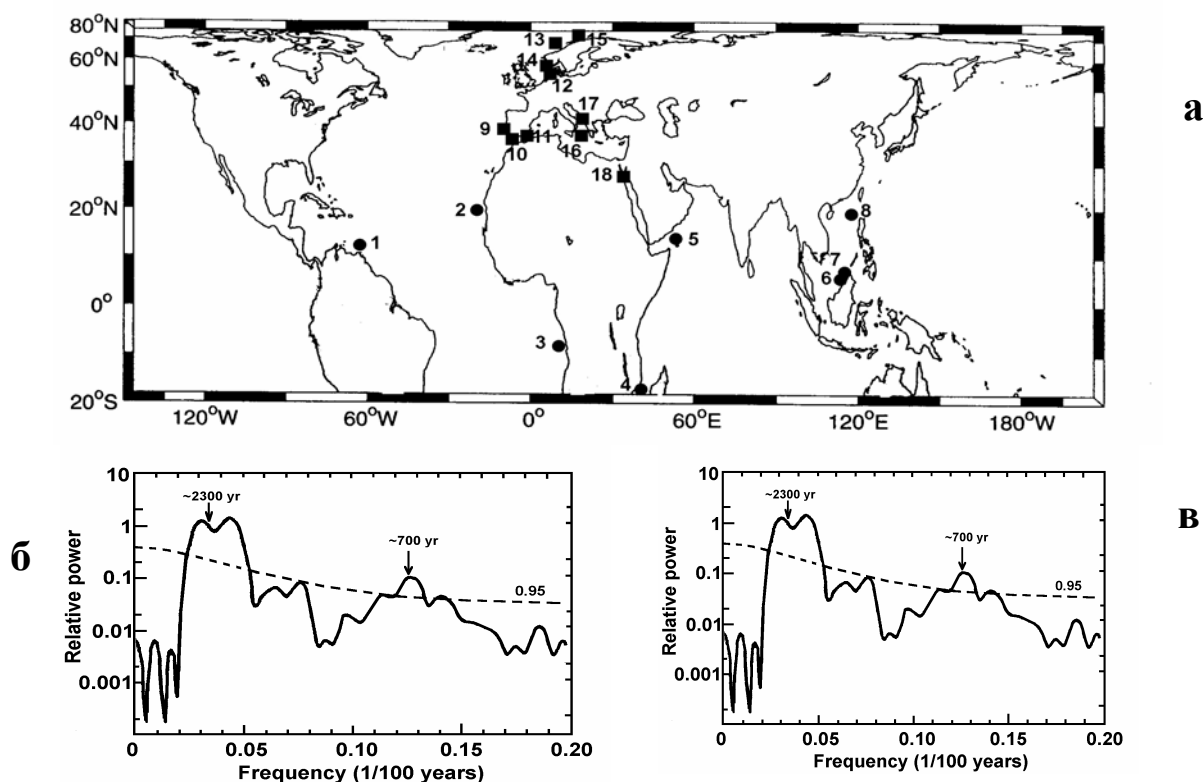 80°N
60°N
40°N
20°N
0°
20°S
120°W
60°W
0°
60°E
120°E
180°W
13
15
14
12
17
9
11
10
16
18
2
8
1
5
7
6
3
4
а
б
10
1
0.1
0.01
0.001
Relative power
~2300 yr
~700 yr
0.95
0
0.05
0.10
0.15
0.20
Frequency (1/100 years)
в
10
1
0.1
0.01
0.001
Relative power
~2300 yr
~700 yr
0.95
0
0.05
0.10
0.15
0.20
Frequency (1/100 years)